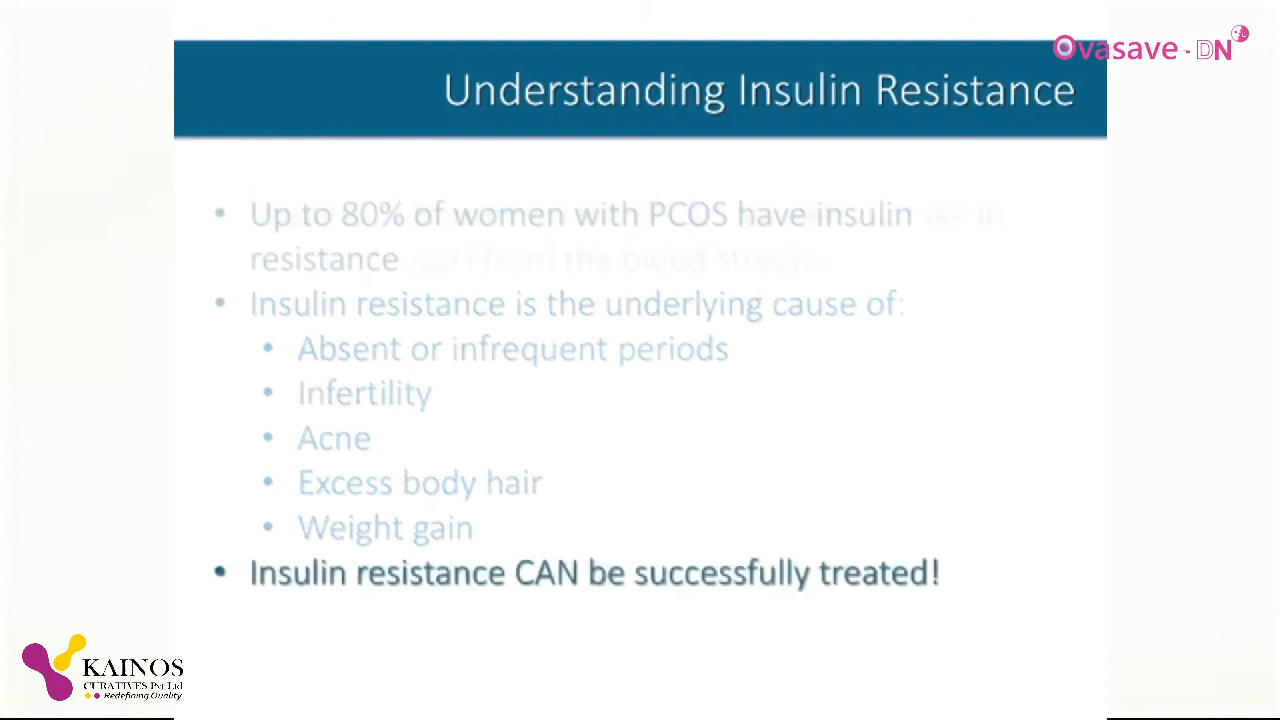 Ovasave - DN
Understanding Insulin Resistance
• Up to 80% of women with PCOS have insulin
resistance
• Insulin resistance is the underlying cause of:
• Absent or infrequent periods
• Infertility
• Acne
• Excess body hair
• Weight gain
• Insulin resistance CAN be successfully treated!
KAINOS
CURATIVES Pvt Ltd
Redefining Quality